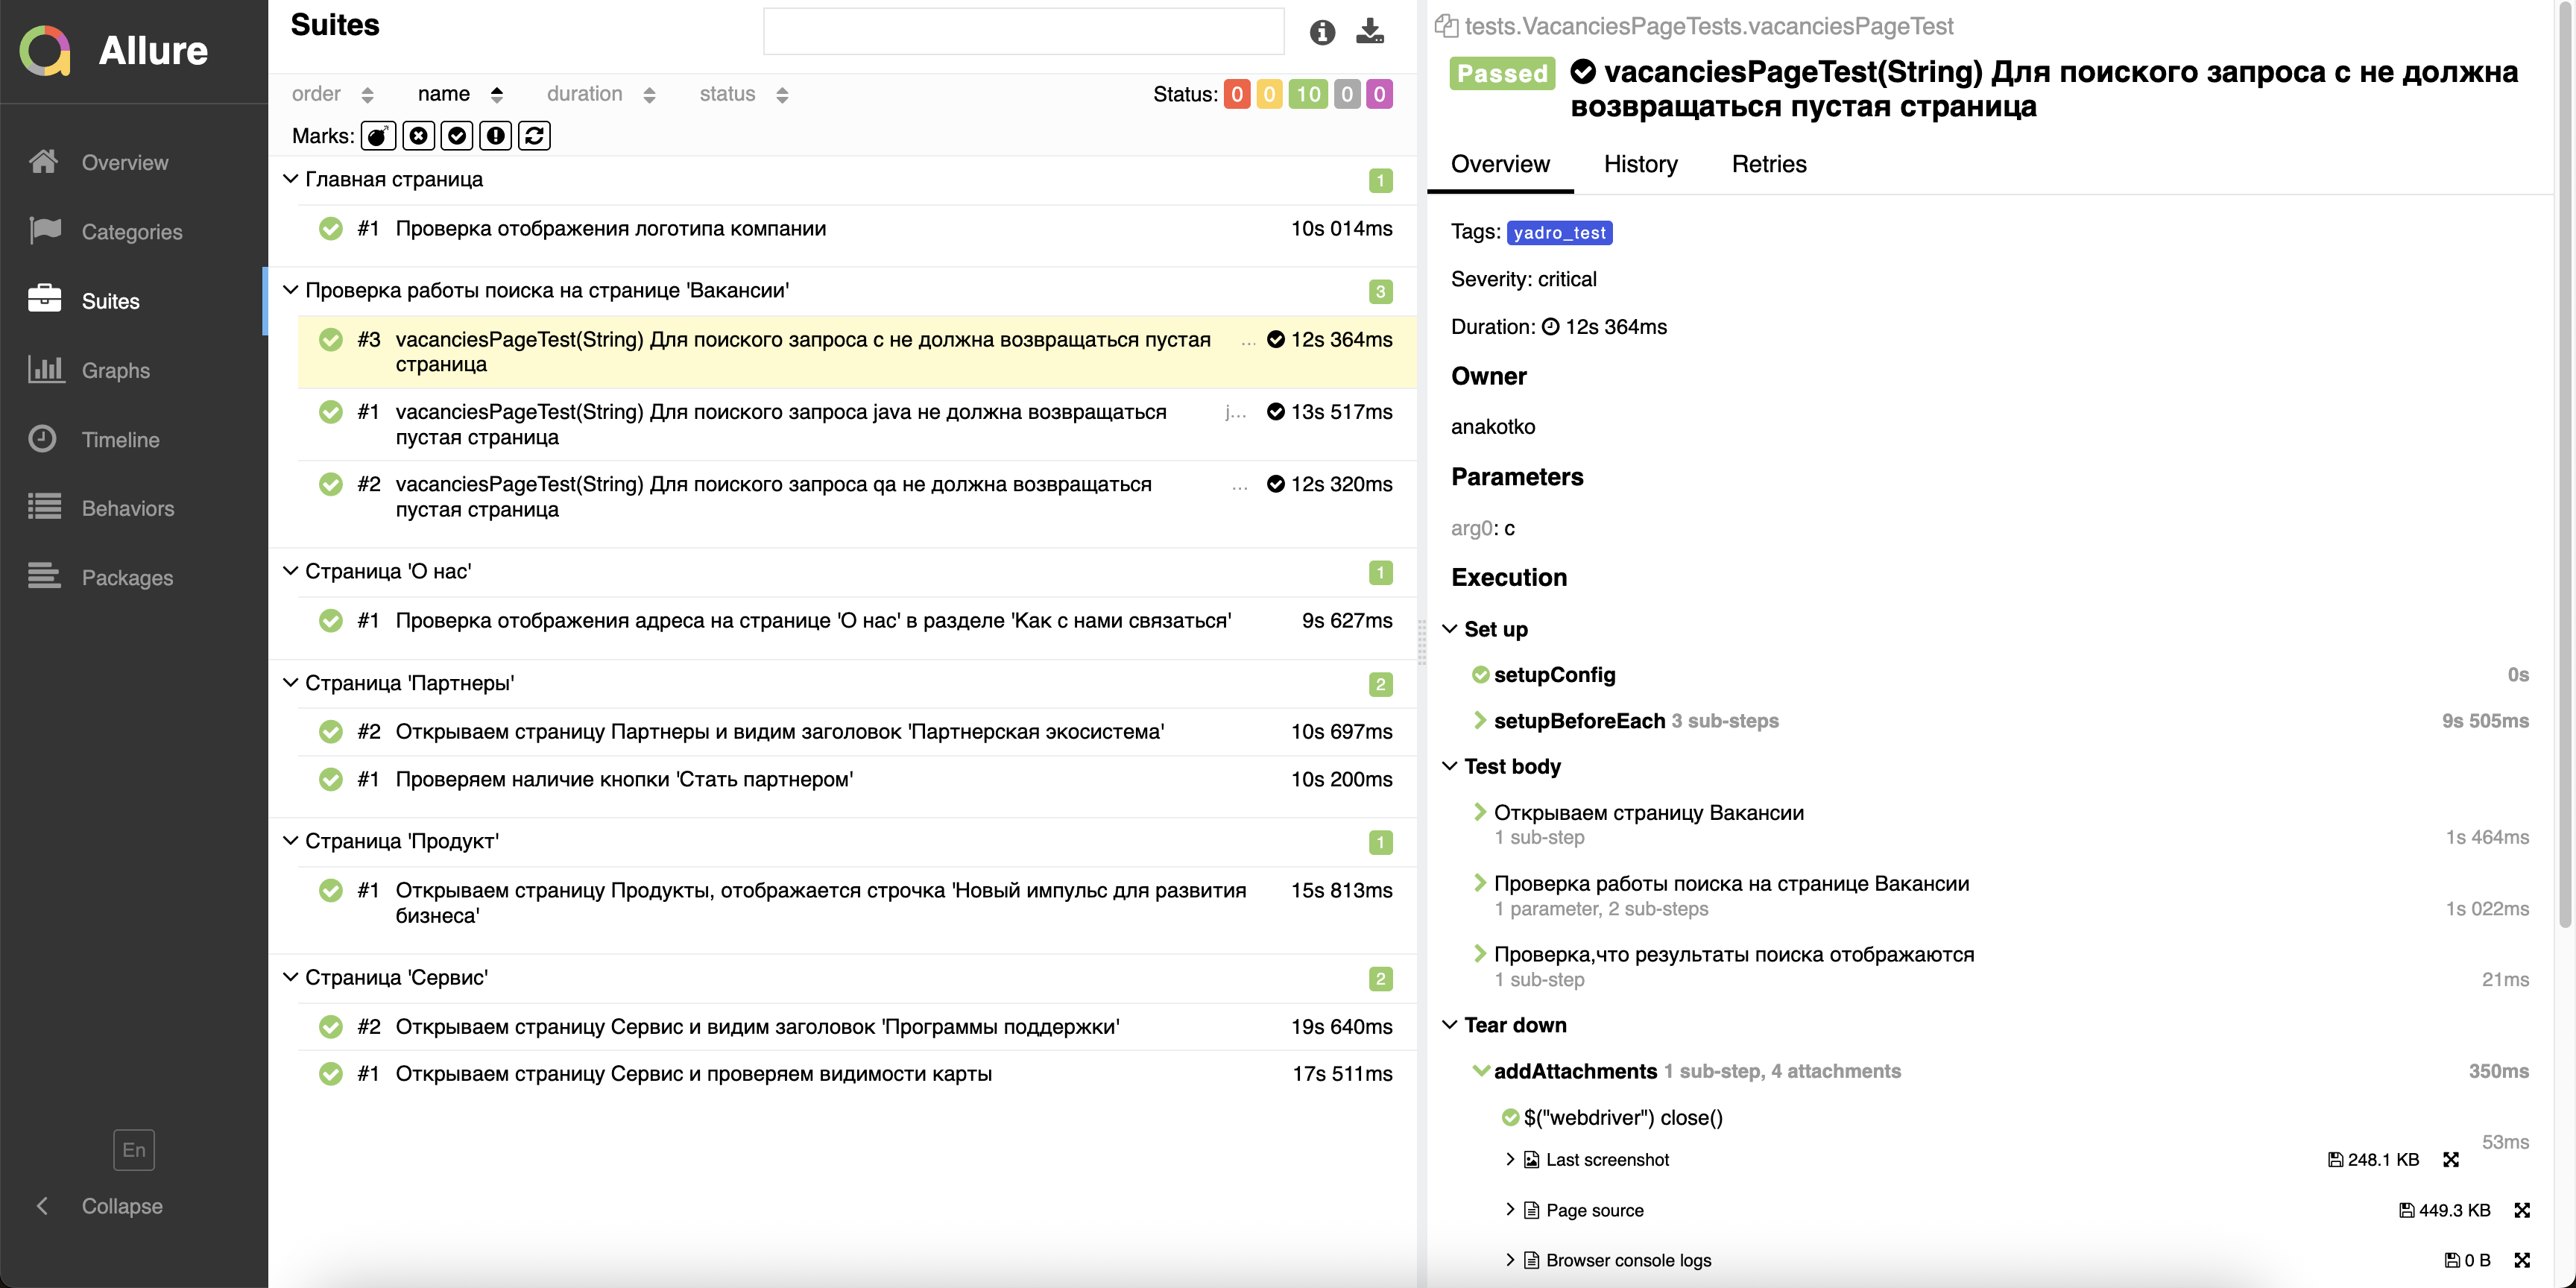 Allure
Overview
Categories
Suites
Graphs
Timeline
Behaviors
Packages
En
Collapse
Suites
order name duration status
Status: 0 0 10 0 0
Marks:
Главная страница 1
#1 Проверка отображения логотипа компании 10s 014ms
Проверка работы поиска на странице 'Вакансии' 3
#3 vacanciesPageTest(String) Для поиского запроса с не должна возвращаться пустая ... 12s 364ms
страница
#1 vacanciesPageTest(String) Для поиского запроса java не должна возвращаться j... 13s 517ms
пустая страница
#2 vacanciesPageTest(String) Для поиского запроса qa не должна возвращаться ... 12s 320ms
пустая страница
Страница 'О нас' 1
#1 Проверка отображения адреса на странице 'О нас' в разделе 'Как с нами связаться' 9s 627ms
Страница 'Партнеры' 2
#2 Открываем страницу Партнеры и видим заголовок 'Партнерская экосистема' 10s 697ms
#1 Проверяем наличие кнопки 'Стать партнером' 10s 200ms
Страница 'Продукт' 1
#1 Открываем страницу Продукты, отображается строчка 'Новый импульс для развития 15s 813ms
бизнеса'
Страница 'Сервис' 2
#2 Открываем страницу Сервис и видим заголовок 'Программы поддержки' 19s 640ms
#1 Открываем страницу Сервис и проверяем видимости карты 17s 511ms
tests.VacanciesPageTests.vacanciesPageTest
Passed vacanciesPageTest(String) Для поиского запроса с не должна
возвращаться пустая страница
Overview History Retries
Tags: yadro_test
Severity: critical
Duration: 12s 364ms
Owner
anakotko
Parameters
arg0: с
Execution
Set up
setupConfig 0s
setupBeforeEach 3 sub-steps 9s 505ms
Test body
Открываем страницу Вакансии
1 sub-step 1s 464ms
Проверка работы поиска на странице Вакансии
1 parameter, 2 sub-steps 1s 022ms
Проверка,что результаты поиска отображаются
1 sub-step 21ms
Tear down
addAttachments 1 sub-step, 4 attachments 350ms
$("webdriver") close()
53ms
Last screenshot 248.1 KB
Page source 449.3 KB
Browser console logs 0 B